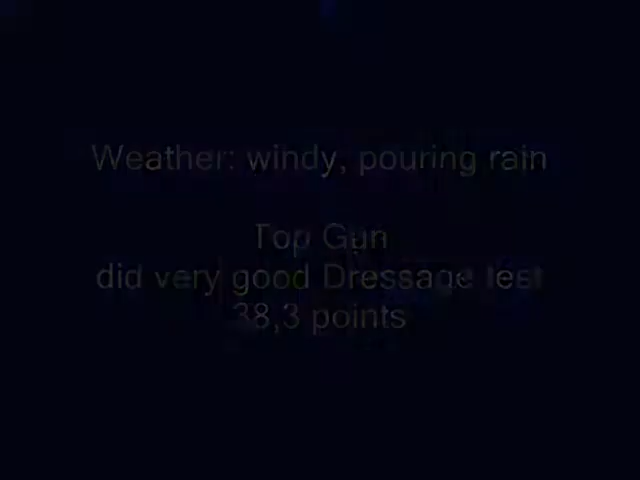 Weather: windy, pouring rain
Top Gun
did very good Dressage test
38,3 points